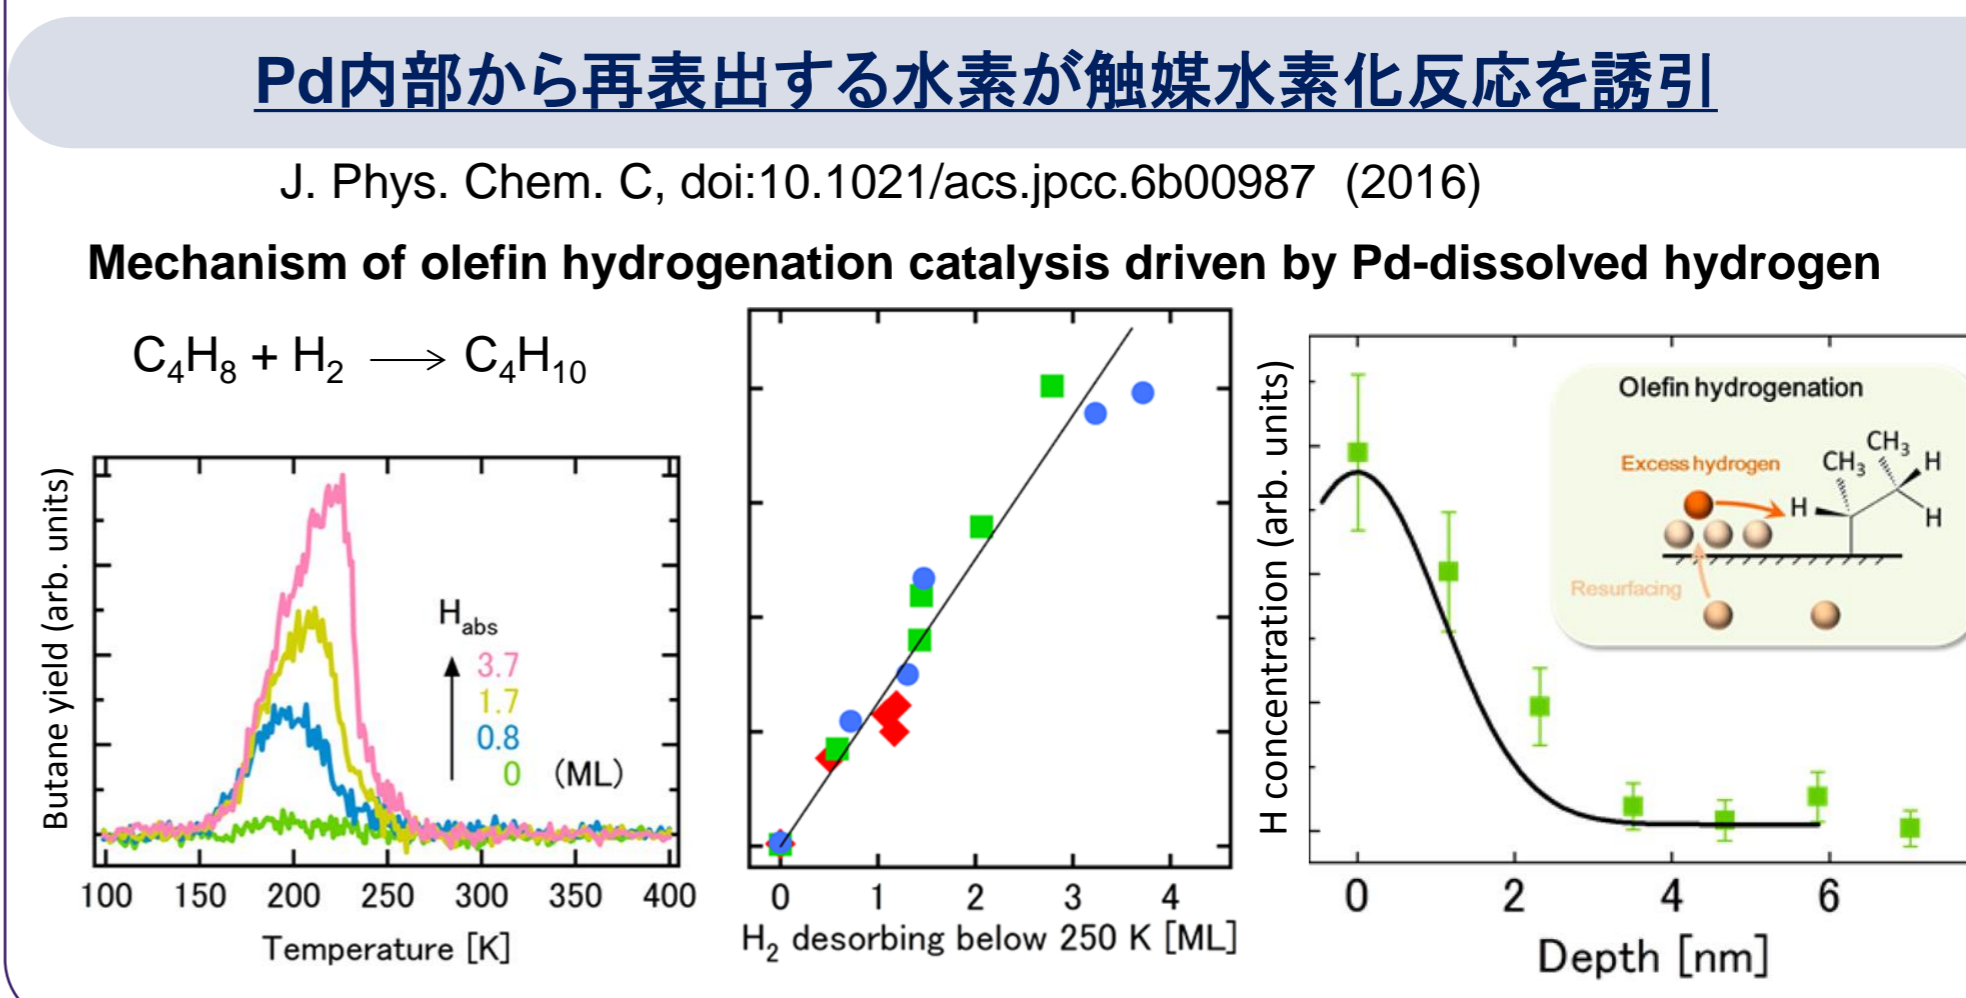 Pd内部から再表出する水素が触媒水素化反応を誘引
J. Phys. Chem. C, doi:10.1021/acs.jpcc.6b00987 (2016)
Mechanism of olefin hydrogenation catalysis driven by Pd-dissolved hydrogen
C₄H₈ + H₂ ⟶ C₄H₁₀
Butane yield (arb. units)
H_abs
3.7
1.7
0.8
0 (ML)
100 150 200 250 300 350 400
Temperature [K]
0 1 2 3 4
H₂ desorbing below 250 K [ML]
H concentration (arb. units)
Olefin hydrogenation
Excess hydrogen
CH₃
CH₃
H
H
H
Resurfacing
0 2 4 6
Depth [nm]